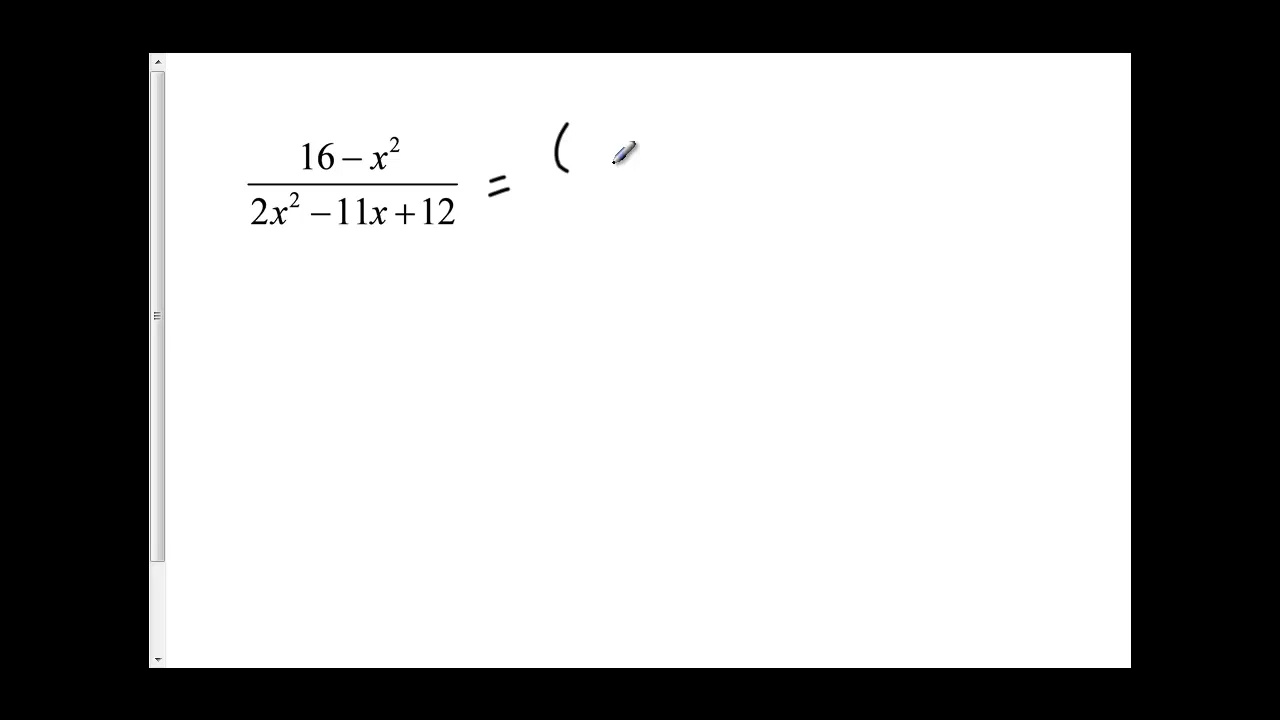 16 − x² / 2x² − 11x + 12 = (